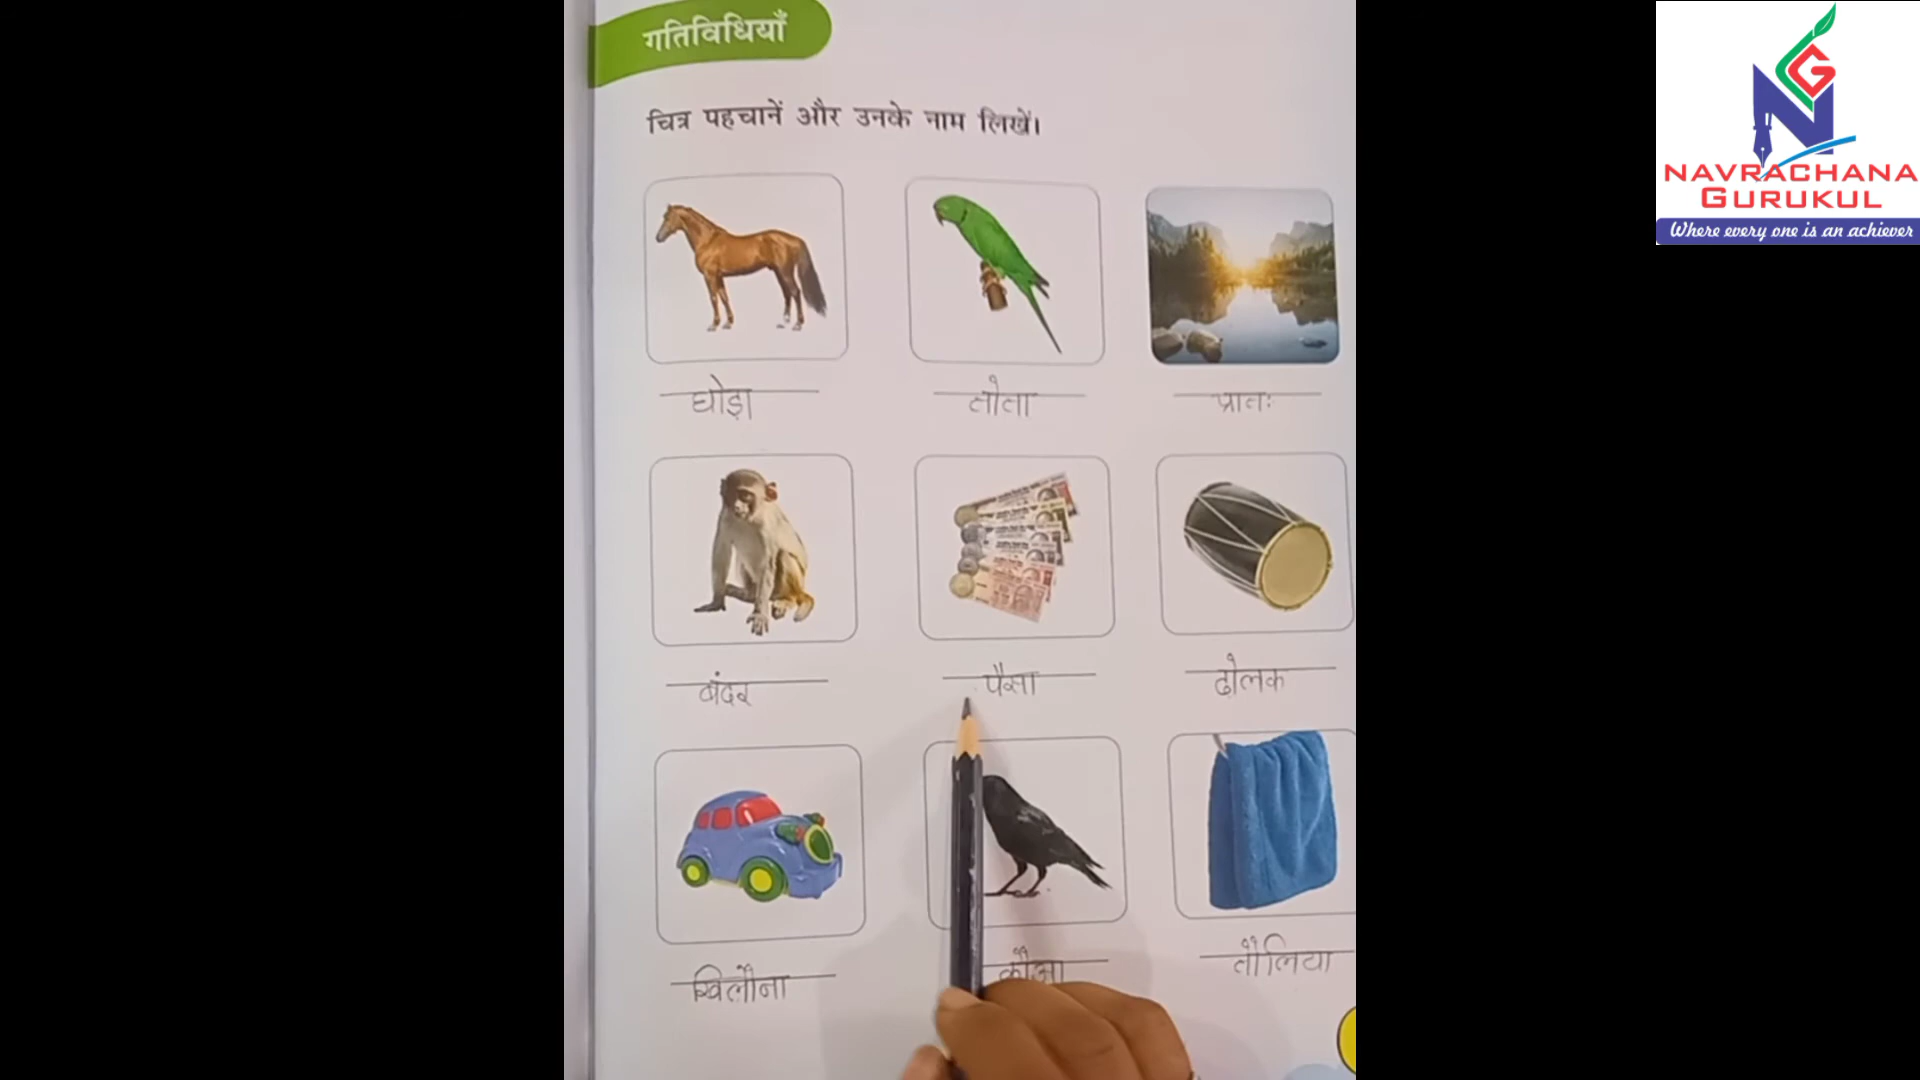 गतिविधियाँ
चित्र पहचानें और उनके नाम लिखें।
घोड़ा
तोता
प्रातः
बंदर
पैसा
ढोलक
खिलौना
कौआ
तौलिया
NAVRACHANA
GURUKUL
Where every one is an achiever